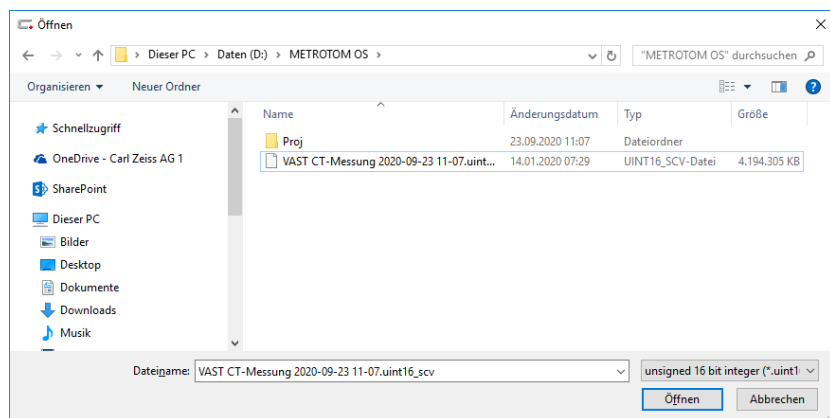 Öffnen
Dieser PC > Daten (D:) > METROTOM OS >
"METROTOM OS" durchsuchen
Organisieren
Neuer Ordner
Name Änderungsdatum Typ Größe
Schnellzugriff
Proj 23.09.2020 11:07 Dateiordner
OneDrive - Carl Zeiss AG 1
VAST CT-Messung 2020-09-23 11-07.uint... 14.01.2020 07:29 UINT16_SCV-Datei 4.194.305 KB
SharePoint
Dieser PC
Bilder
Desktop
Dokumente
Downloads
Musik
Dateiname: VAST CT-Messung 2020-09-23 11-07.uint16_scv
unsigned 16 bit integer (*.uint1
Öffnen
Abbrechen